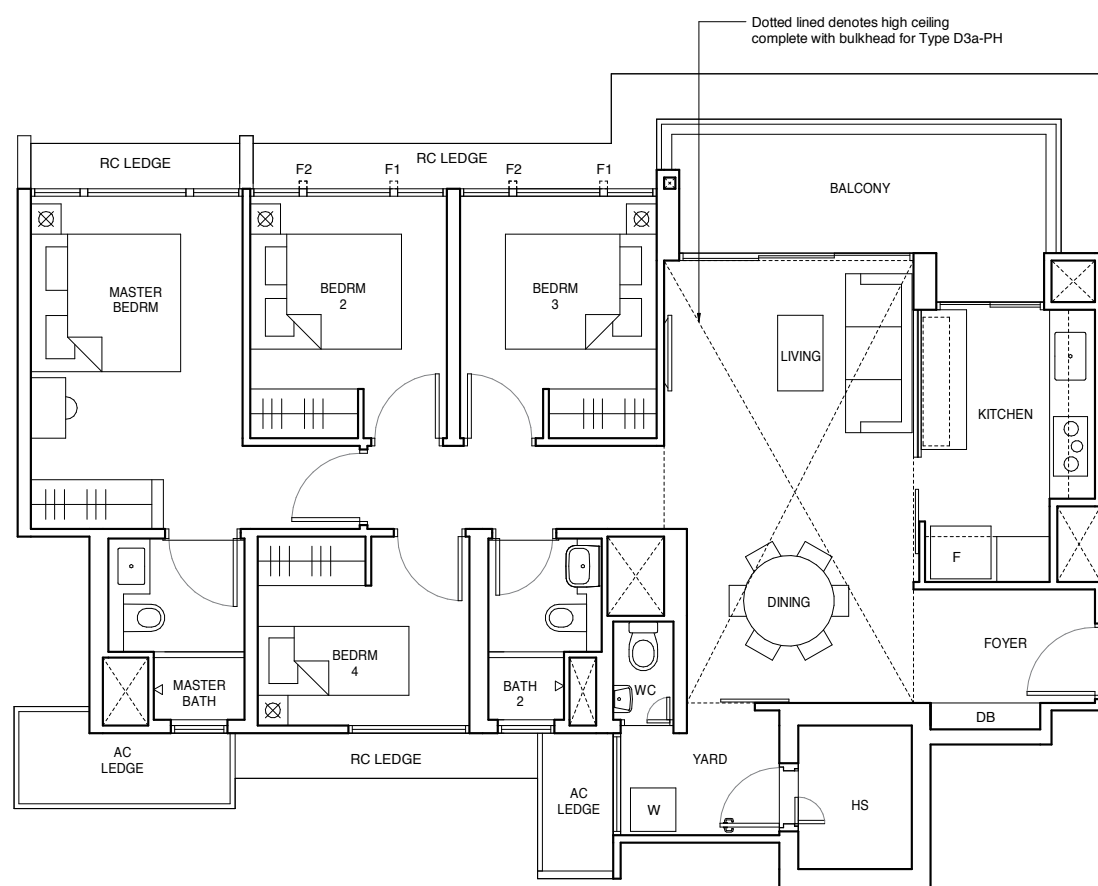 Dotted lined denotes high ceiling
complete with bulkhead for Type D3a-PH
RC LEDGE
RC LEDGE
F2
F1
F2
F1
BALCONY
MASTER
BEDRM
BEDRM
2
BEDRM
3
LIVING
KITCHEN
F
DINING
FOYER
BEDRM
4
MASTER
BATH
BATH
2
WC
DB
AC
LEDGE
RC LEDGE
AC
LEDGE
YARD
W
HS